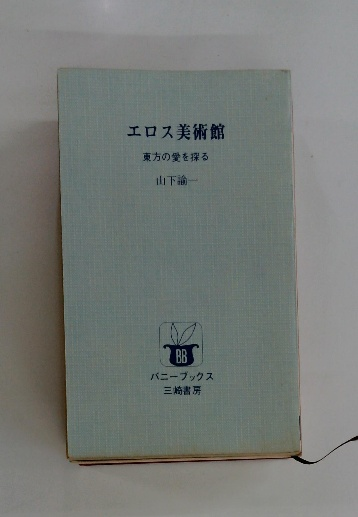 エロス美術館
東方の愛を探る
山下諭一
BB
バニーブックス
三崎書房